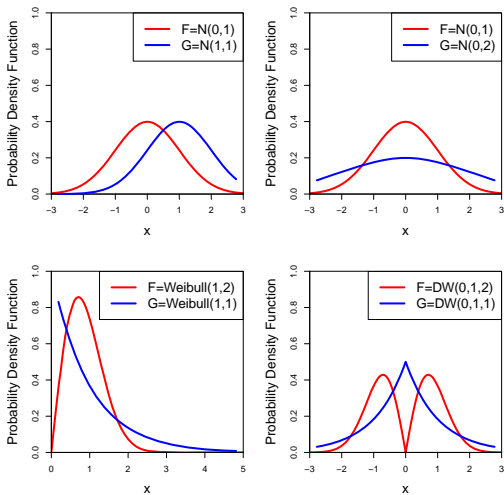 Probability Density Function
0.0 0.2 0.4 0.6 0.8 1.0
F=N(0,1)
G=N(1,1)
−3 −2 −1 0 1 2 3
x
Probability Density Function
0.0 0.2 0.4 0.6 0.8 1.0
F=N(0,1)
G=N(0,2)
−3 −2 −1 0 1 2 3
x
Probability Density Function
0.0 0.2 0.4 0.6 0.8 1.0
F=Weibull(1,2)
G=Weibull(1,1)
0 1 2 3 4 5
x
Probability Density Function
0.0 0.2 0.4 0.6 0.8 1.0
F=DW(0,1,2)
G=DW(0,1,1)
−3 −2 −1 0 1 2 3
x